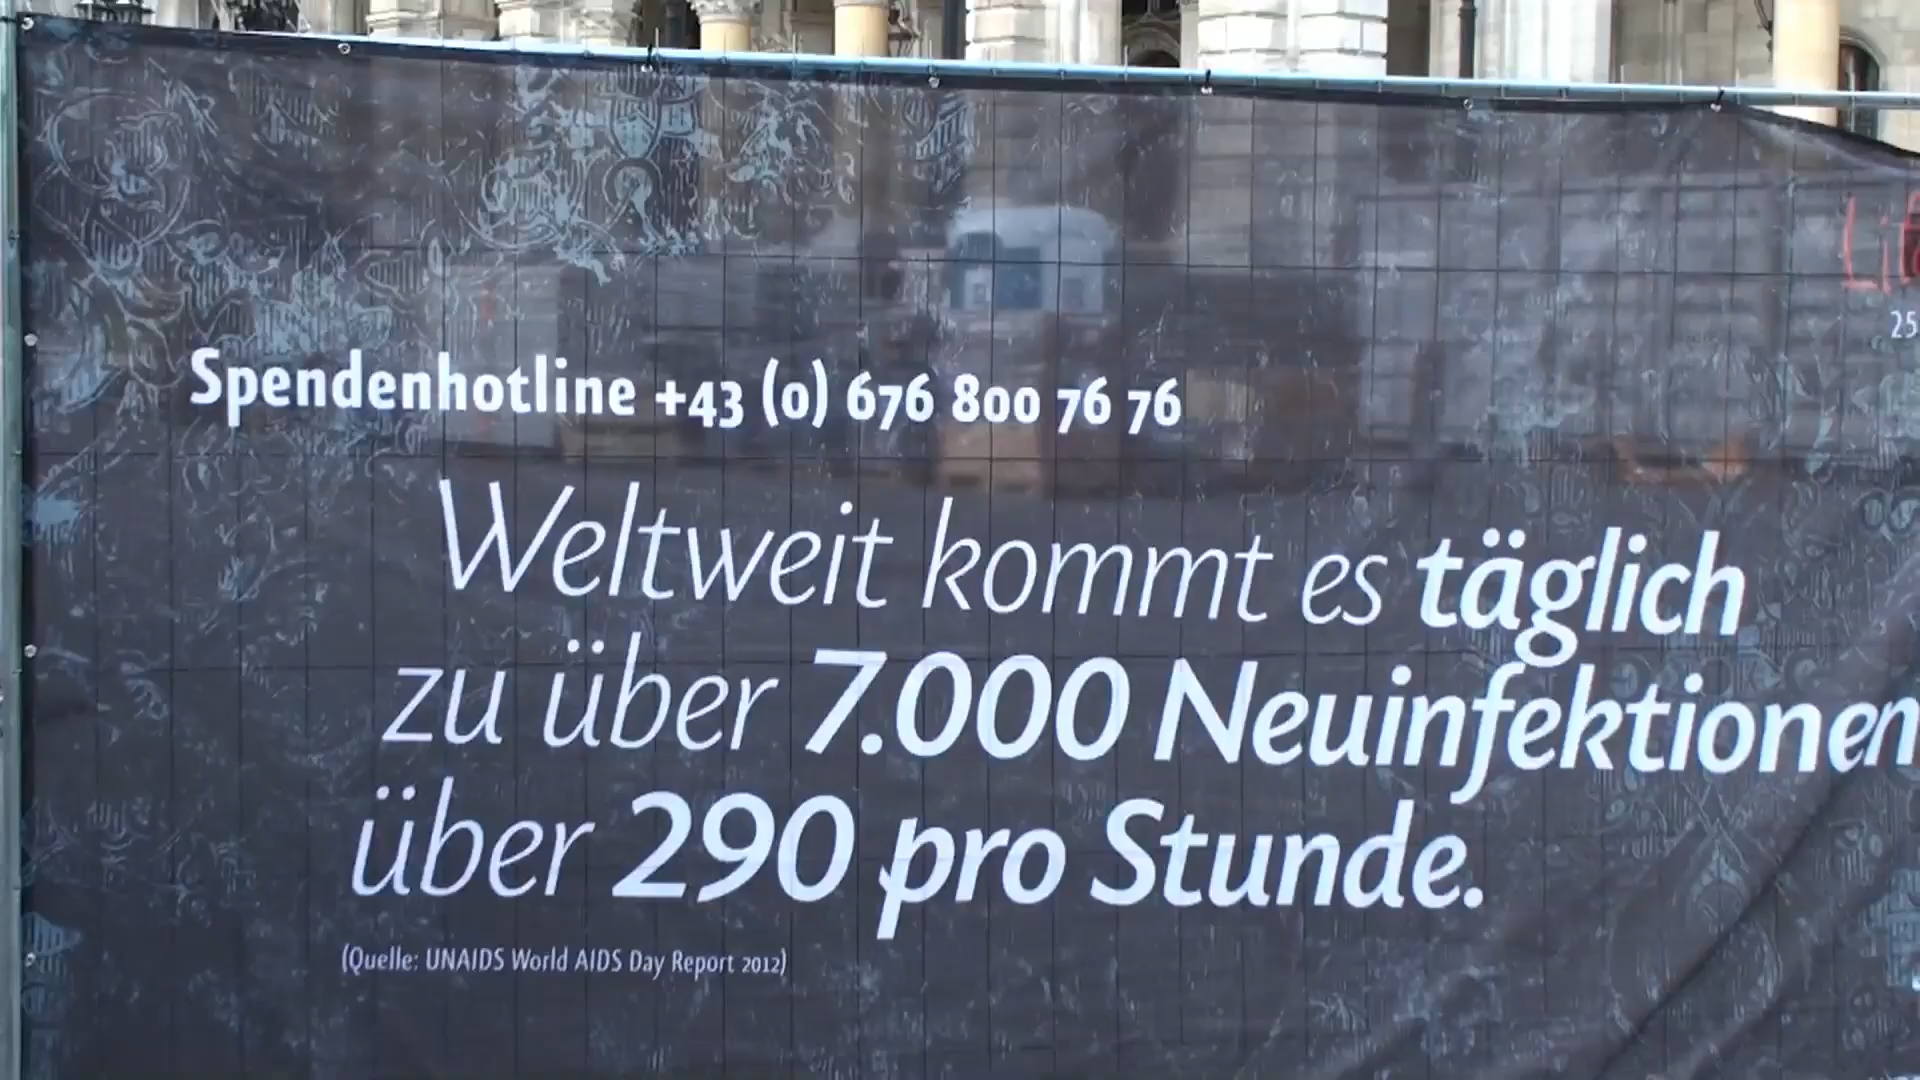 Spendenhotline +43 (0) 676 800 76 76
Weltweit kommt es täglich
zu über 7.000 Neuinfektionen
über 290 pro Stunde.
(Quelle: UNAIDS World AIDS Day Report 2012)
25